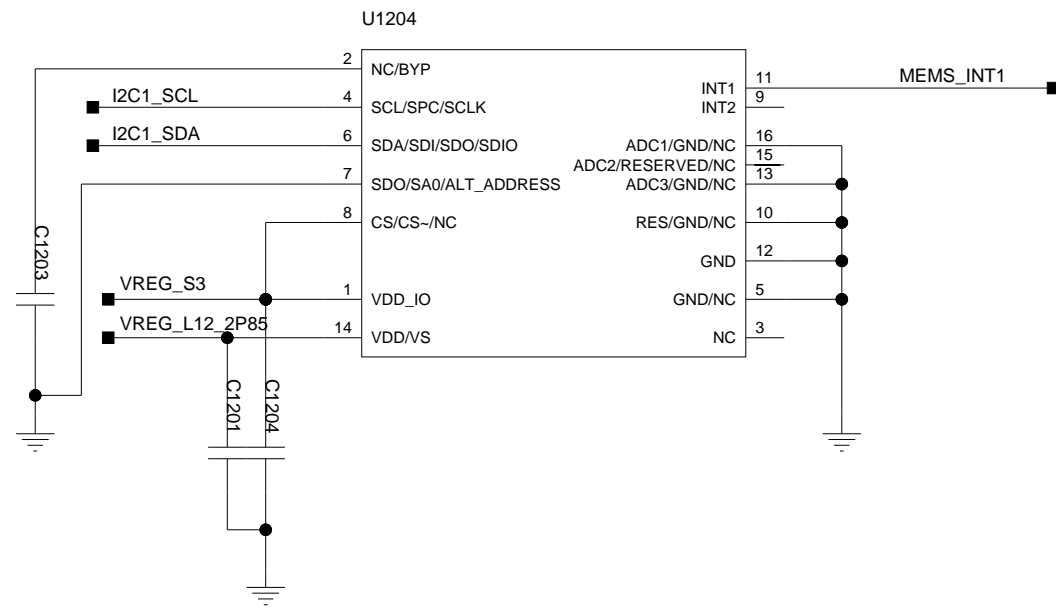 U1204
2
NC/BYP
I2C1_SCL
4
SCL/SPC/SCLK
I2C1_SDA
6
SDA/SDI/SDO/SDIO
7
SDO/SA0/ALT_ADDRESS
8
CS/CS~/NC
VREG_S3
1
VDD_IO
VREG_L12_2P85
14
VDD/VS
INT1
11
MEMS_INT1
INT2
9
ADC1/GND/NC
16
ADC2/RESERVED/NC
15
ADC3/GND/NC
13
RES/GND/NC
10
GND
12
GND/NC
5
NC
3
C1203
C1201
C1204